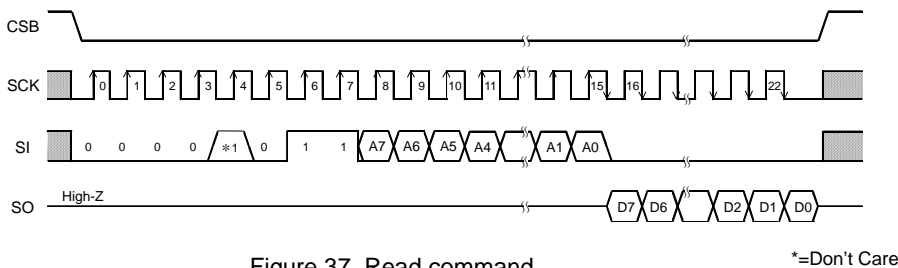 CSB
SCK 0 1 2 3 4 5 6 7 8 9 10 11 15 16 22
SI 0 0 0 0 *1 0 1 1 A7 A6 A5 A4 A1 A0
SO High-Z D7 D6 D2 D1 D0
*=Don't Care
Figure 37. Read command